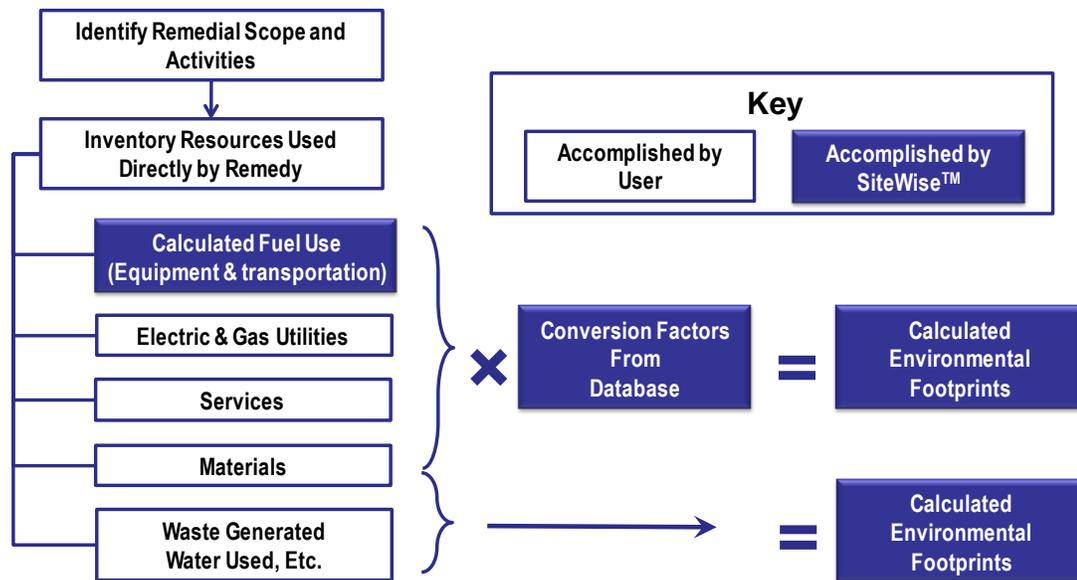 Identify Remedial Scope and
Activities
Inventory Resources Used
Directly by Remedy
Key
Accomplished by
User
Accomplished by
SiteWise™
Calculated Fuel Use
(Equipment & transportation)
Electric & Gas Utilities
Services
Materials
Waste Generated
Water Used, Etc.
×
Conversion Factors
From
Database
=
Calculated
Environmental
Footprints
=
Calculated
Environmental
Footprints